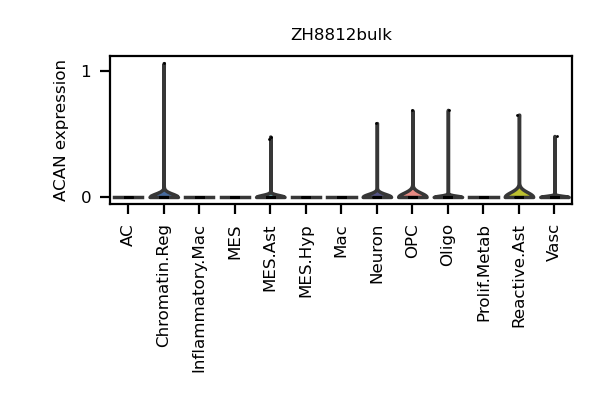 ZH8812bulk
ACAN expression
1
0
AC
Chromatin.Reg
Inflammatory.Mac
MES
MES.Ast
MES.Hyp
Mac
Neuron
OPC
Oligo
Prolif.Metab
Reactive.Ast
Vasc